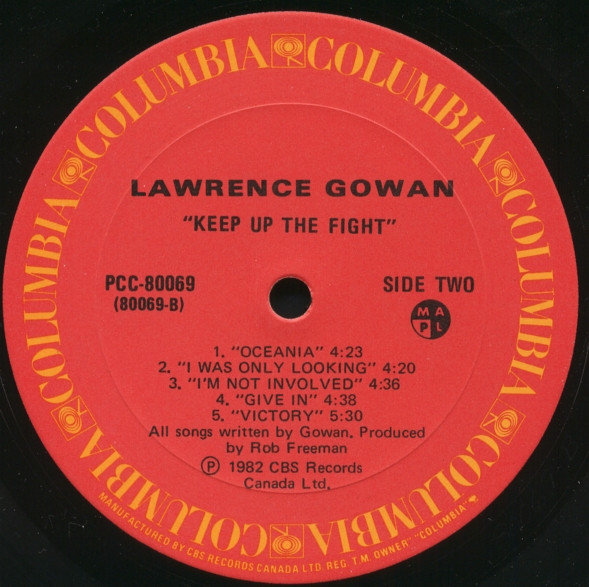 COLUMBIA COLUMBIA COLUMBIA COLUMBIA COLUMBIA COLUMBIA
LAWRENCE GOWAN
“KEEP UP THE FIGHT”
PCC-80069
(80069-B)
SIDE TWO
M A
P L
1. “OCEANIA” 4:23
2. “I WAS ONLY LOOKING” 4:20
3. “I'M NOT INVOLVED” 4:36
4. “GIVE IN” 4:38
5. “VICTORY” 5:30
All songs written by Gowan. Produced
by Rob Freeman
Ⓟ 1982 CBS Records
Canada Ltd.
MANUFACTURED BY CBS RECORDS CANADA LTD REG T.M. OWNER" "COLUMBIA"